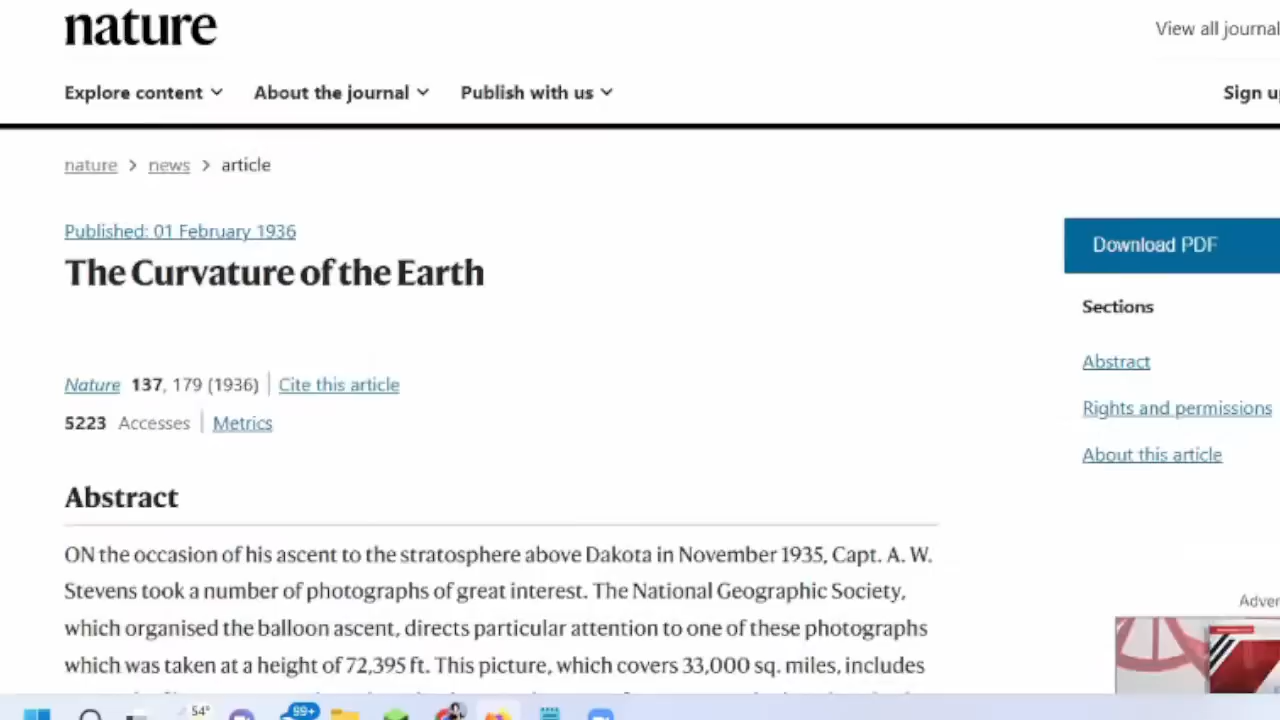 nature
View all journal
Explore content
About the journal
Publish with us
Sign u
nature > news > article
Published: 01 February 1936
The Curvature of the Earth
Download PDF
Sections
Abstract
Rights and permissions
About this article
Nature 137, 179 (1936) | Cite this article
5223 Accesses | Metrics
Abstract
ON the occasion of his ascent to the stratosphere above Dakota in November 1935, Capt. A. W.
Stevens took a number of photographs of great interest. The National Geographic Society,
which organised the balloon ascent, directs particular attention to one of these photographs
which was taken at a height of 72,395 ft. This picture, which covers 33,000 sq. miles, includes
Adver
54°
99+